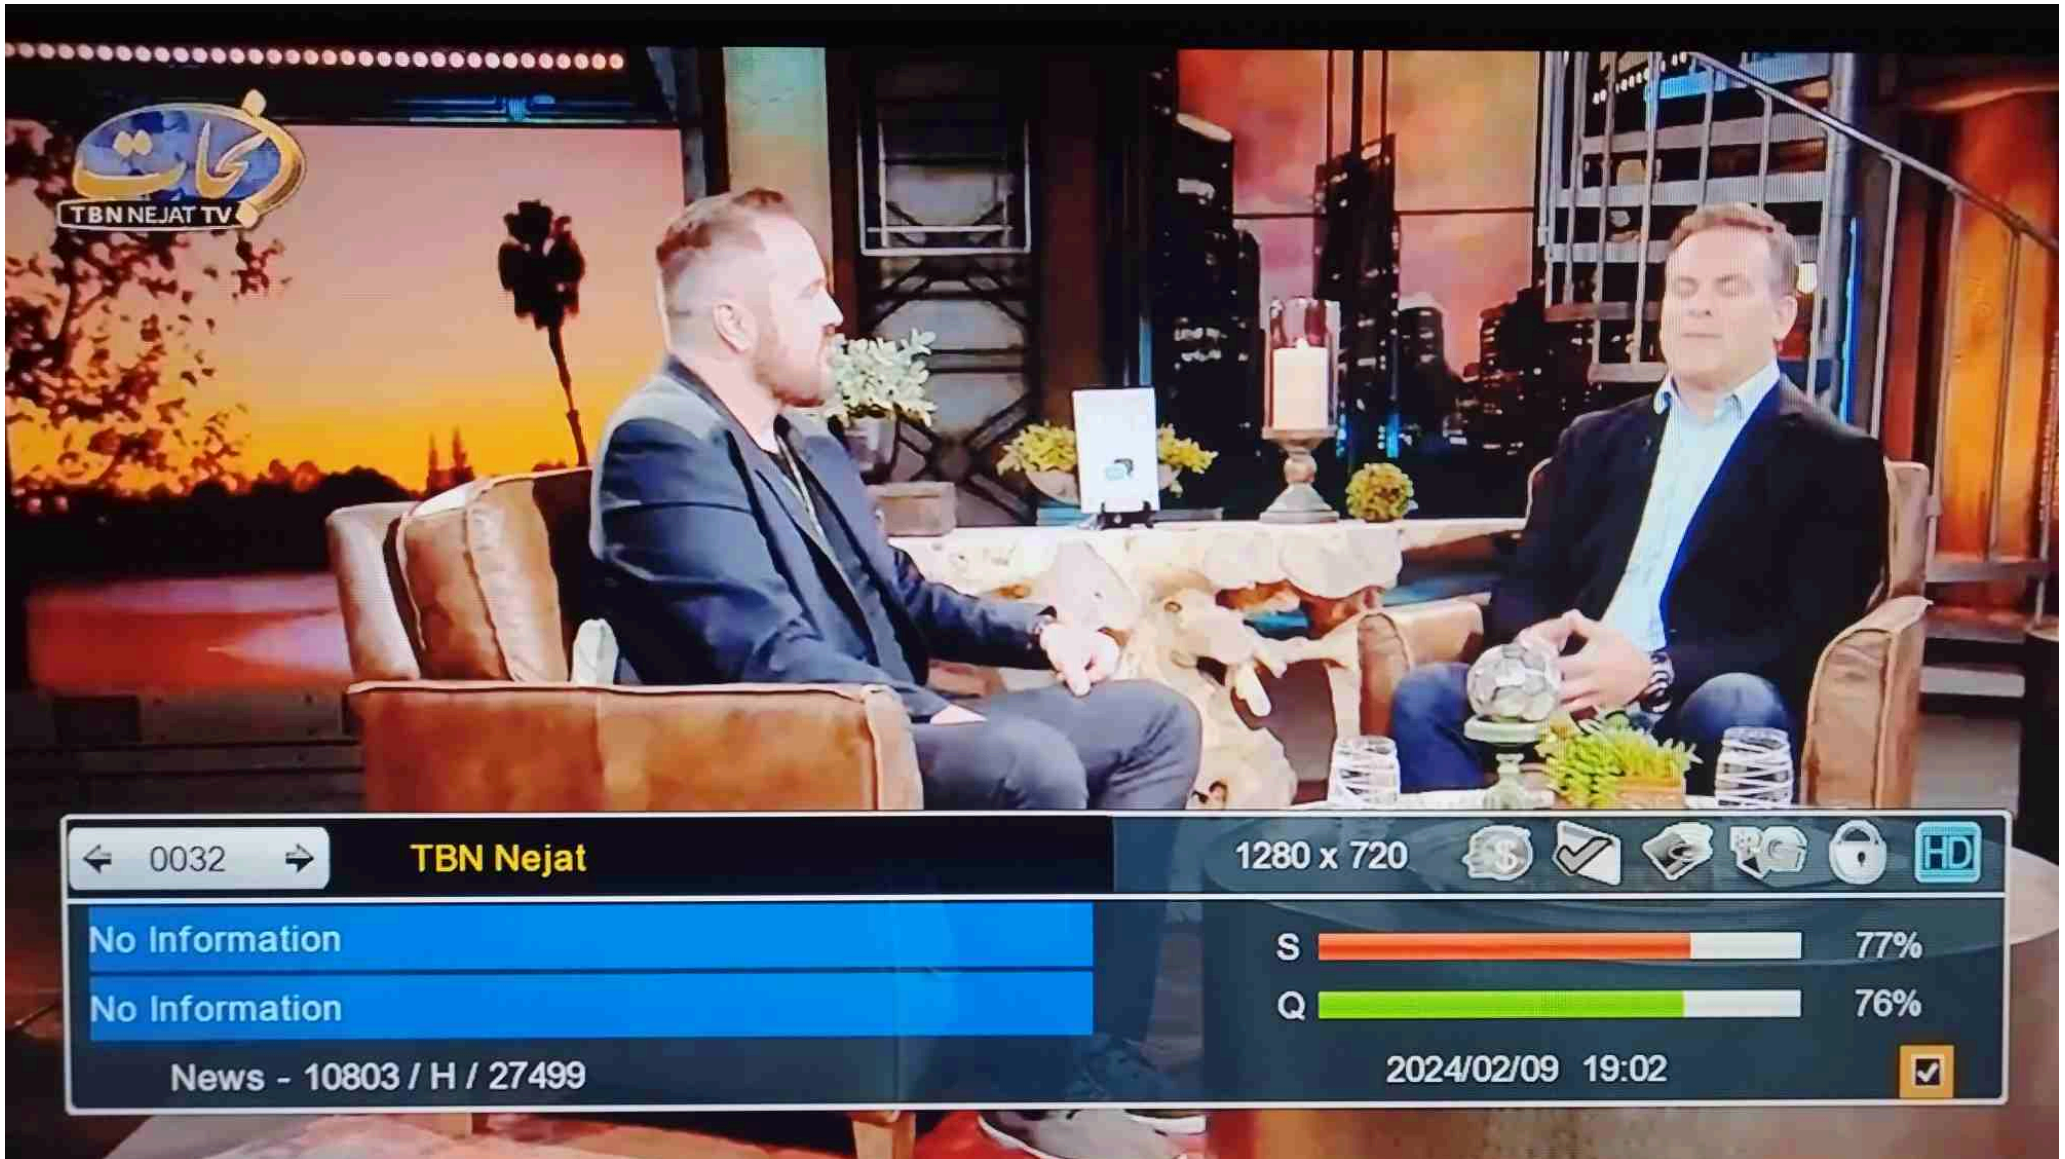 نجات
TBN NEJAT TV
0032
TBN Nejat
1280 x 720
HD
No Information
S 77%
No Information
Q 76%
News - 10803 / H / 27499
2024/02/09 19:02